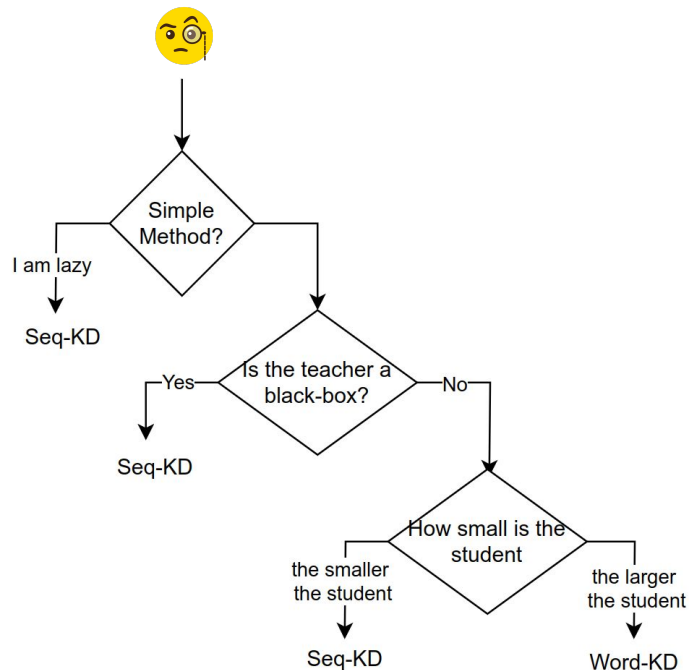 Simple
Method?
I am lazy
Seq-KD
Is the teacher a
black-box?
Yes
No
Seq-KD
How small is the
student
the smaller
the student
the larger
the student
Seq-KD
Word-KD